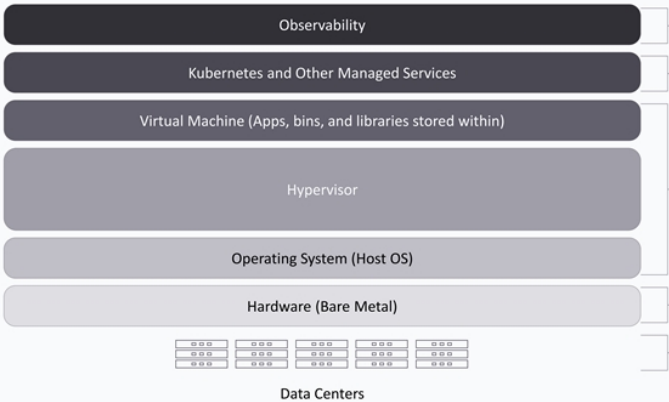 Observability
Kubernetes and Other Managed Services
Virtual Machine (Apps, bins, and libraries stored within)
Hypervisor
Operating System (Host OS)
Hardware (Bare Metal)
Data Centers